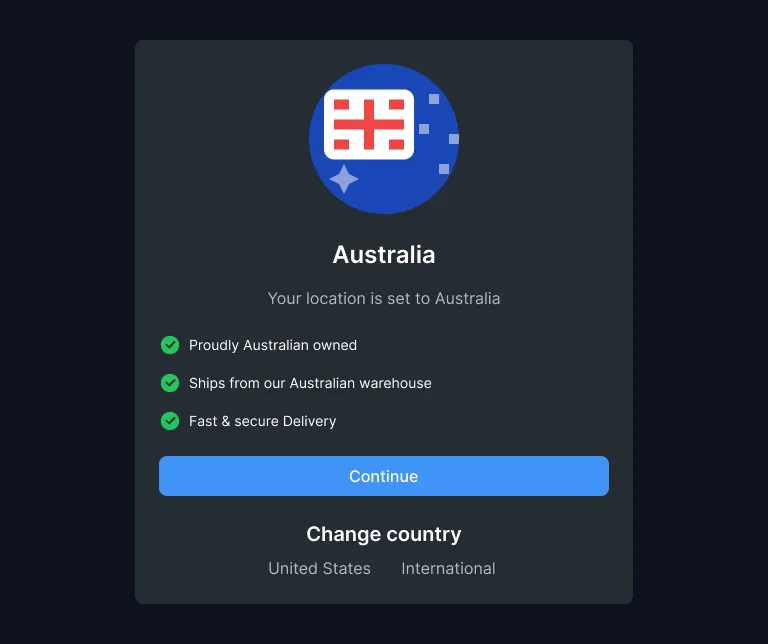 Australia
Your location is set to Australia
Proudly Australian owned
Ships from our Australian warehouse
Fast & secure Delivery
Continue
Change country
United States International